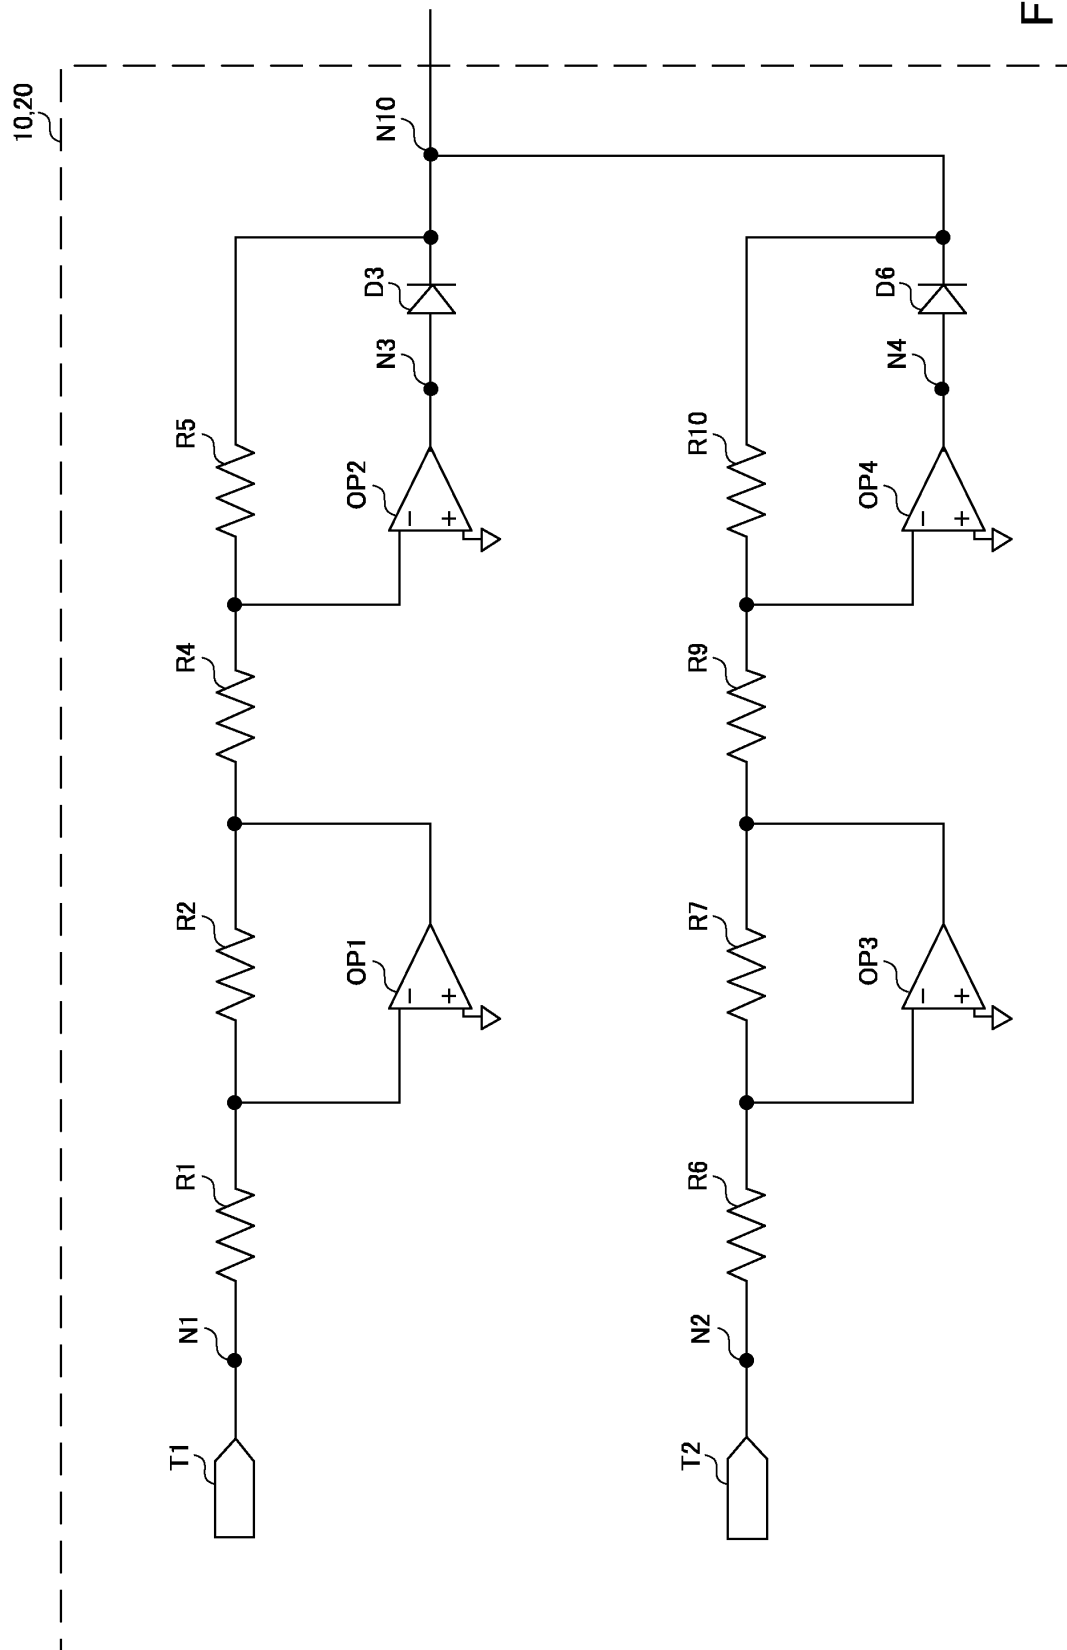 F
10,20
T1
N1
R1
R2
OP1
− +
R4
R5
OP2
− +
N3
D3
N10
T2
N2
R6
R7
OP3
− +
R9
R10
OP4
− +
N4
D6